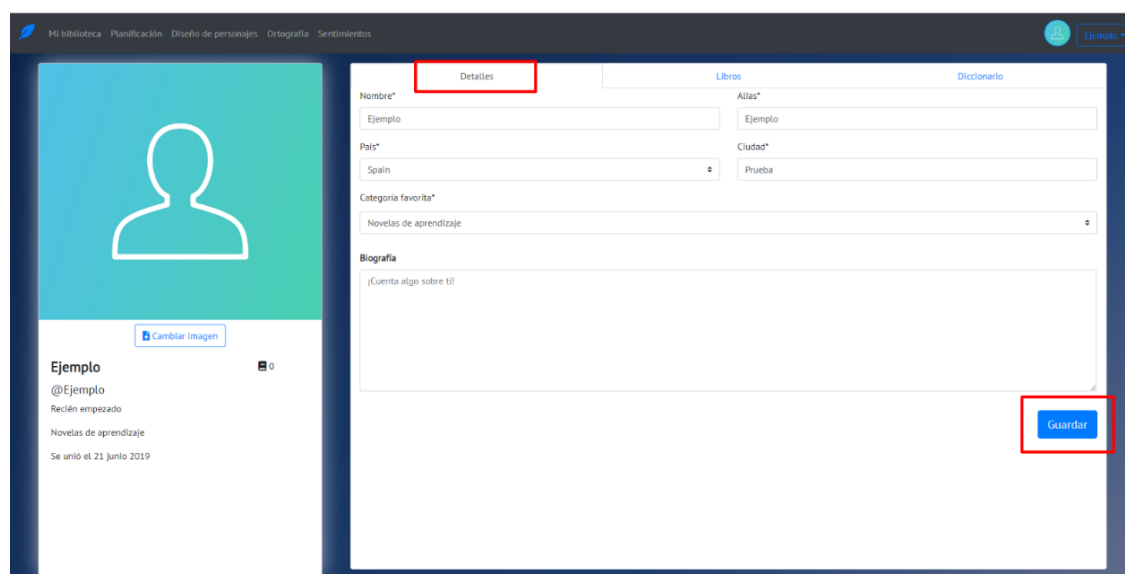 Mi biblioteca Planificación Diseño de personajes Ortografía Sentimientos
Ejemplo
Detalles Libros Diccionario
Nombre* Alias*
Ejemplo Ejemplo
País* Ciudad*
Spain Prueba
Categoría favorita*
Novelas de aprendizaje
Biografía
¡Cuenta algo sobre ti!
Guardar
Cambiar imagen
Ejemplo 0
@Ejemplo
Recién empezado
Novelas de aprendizaje
Se unió el 21 junio 2019